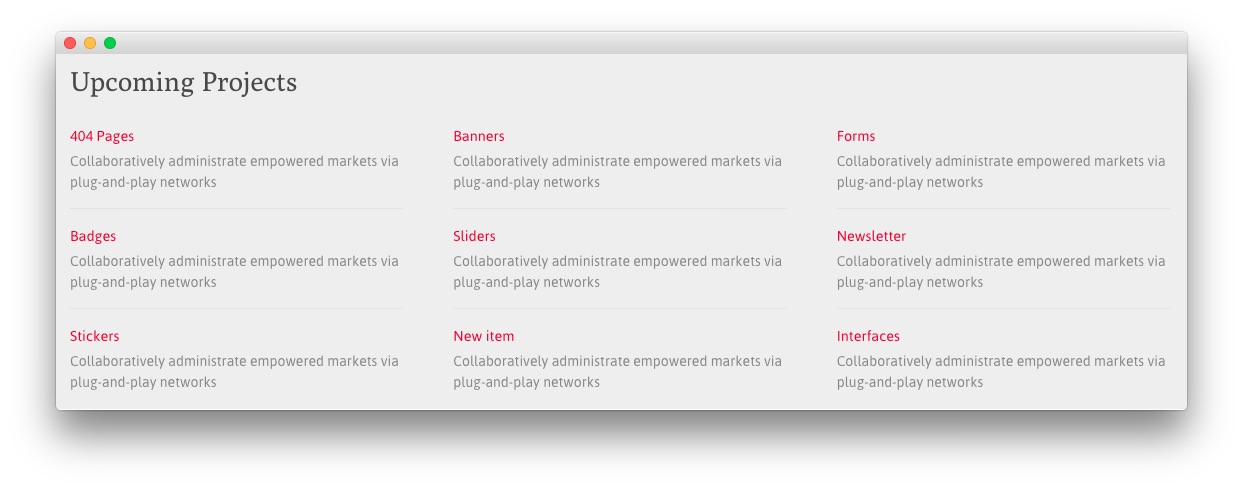 Upcoming Projects
404 Pages
Collaboratively administrate empowered markets via
plug-and-play networks
Banners
Collaboratively administrate empowered markets via
plug-and-play networks
Forms
Collaboratively administrate empowered markets via
plug-and-play networks
Badges
Collaboratively administrate empowered markets via
plug-and-play networks
Sliders
Collaboratively administrate empowered markets via
plug-and-play networks
Newsletter
Collaboratively administrate empowered markets via
plug-and-play networks
Stickers
Collaboratively administrate empowered markets via
plug-and-play networks
New item
Collaboratively administrate empowered markets via
plug-and-play networks
Interfaces
Collaboratively administrate empowered markets via
plug-and-play networks